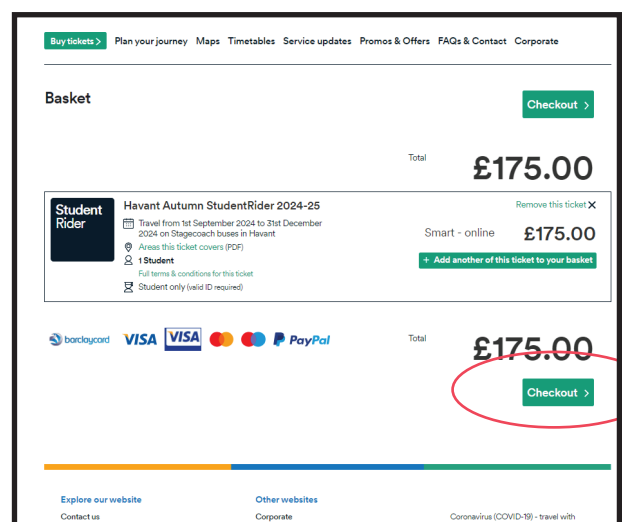 Buy tickets > Plan your journey Maps Timetables Service updates Promos & Offers FAQs & Contact Corporate
Basket
Checkout >
Total £175.00
Student Rider
Havant Autumn StudentRider 2024-25
Remove this ticket X
Travel from 1st September 2024 to 31st December
2024 on Stagecoach buses in Havant
Smart - online £175.00
Areas this ticket covers (PDF)
1 Student
+ Add another of this ticket to your basket
Full terms & conditions for this ticket
Student only (valid ID required)
barclaycard VISA VISA PayPal
Total £175.00
Checkout >
Explore our website Other websites
Contact us Corporate Coronavirus (COVID-19) - travel with